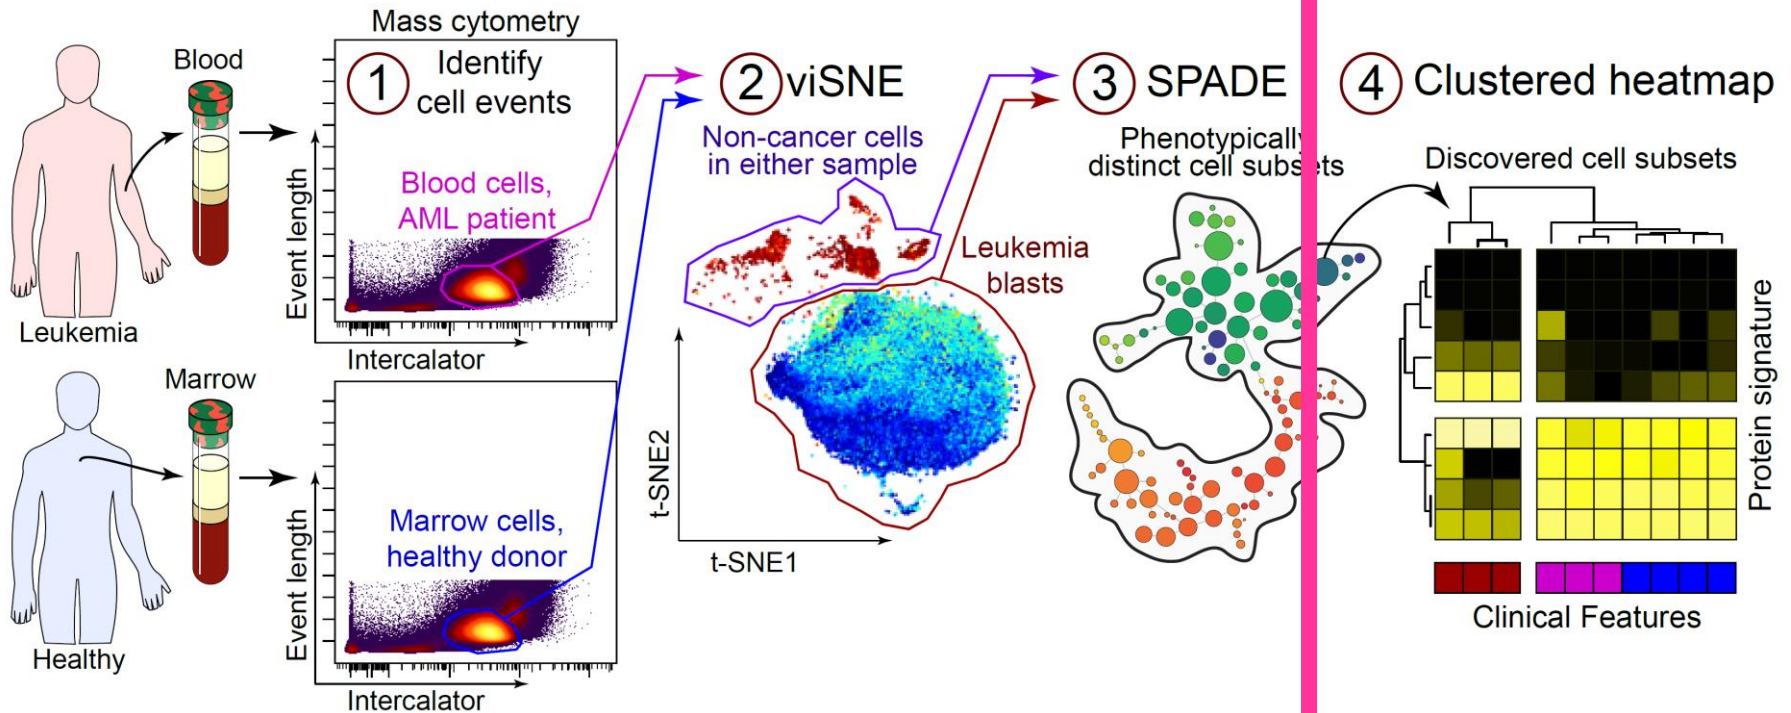 Mass cytometry
Blood
1
Identify
cell events
Blood cells,
AML patient
Event length
Intercalator
Leukemia
Marrow
Marrow cells,
healthy donor
Event length
Intercalator
Healthy
2
viSNE
Non-cancer cells
in either sample
Leukemia
blasts
t-SNE2
t-SNE1
3
SPADE
Phenotypically
distinct cell subsets
4
Clustered heatmap
Discovered cell subsets
Protein signature
Clinical Features